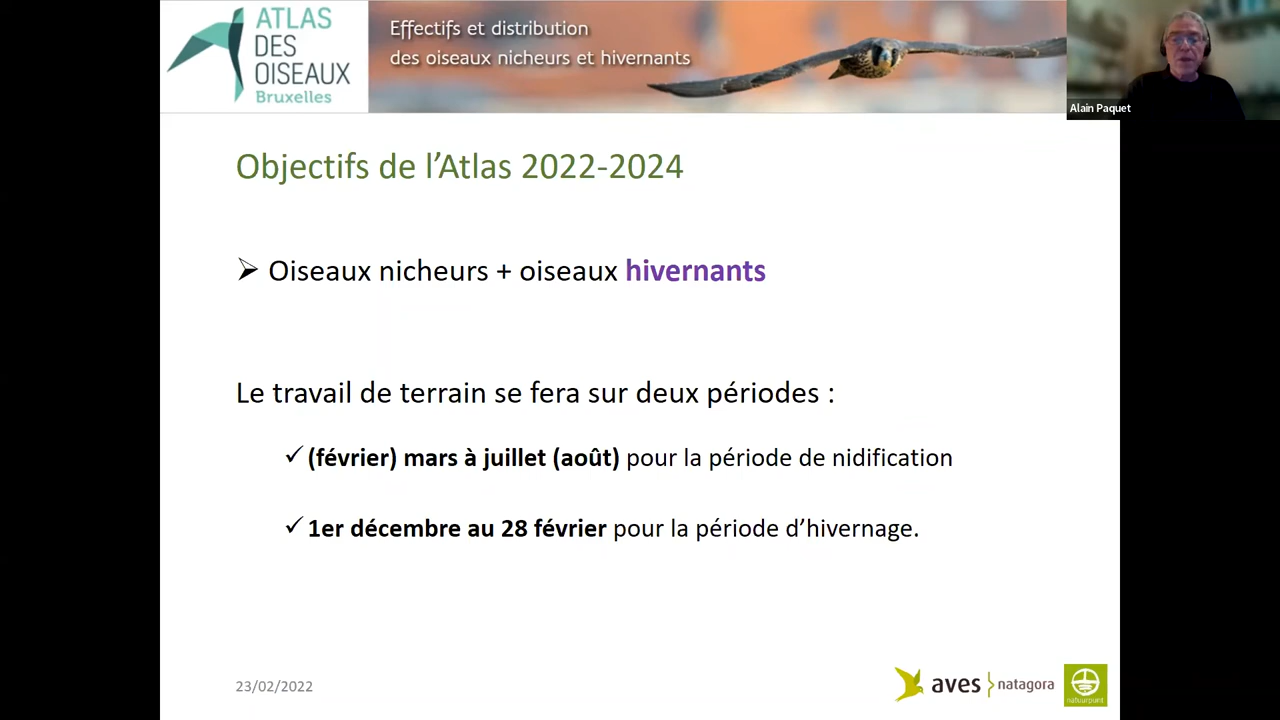 ATLAS
DES
OISEAUX
Bruxelles
Effectifs et distribution
des oiseaux nicheurs et hivernants
Alain Paquet
Objectifs de l’Atlas 2022-2024
➢ Oiseaux nicheurs + oiseaux hivernants
Le travail de terrain se fera sur deux périodes :
✓ (février) mars à juillet (août) pour la période de nidification
✓ 1er décembre au 28 février pour la période d’hivernage.
23/02/2022
aves natagora
natuurpunt